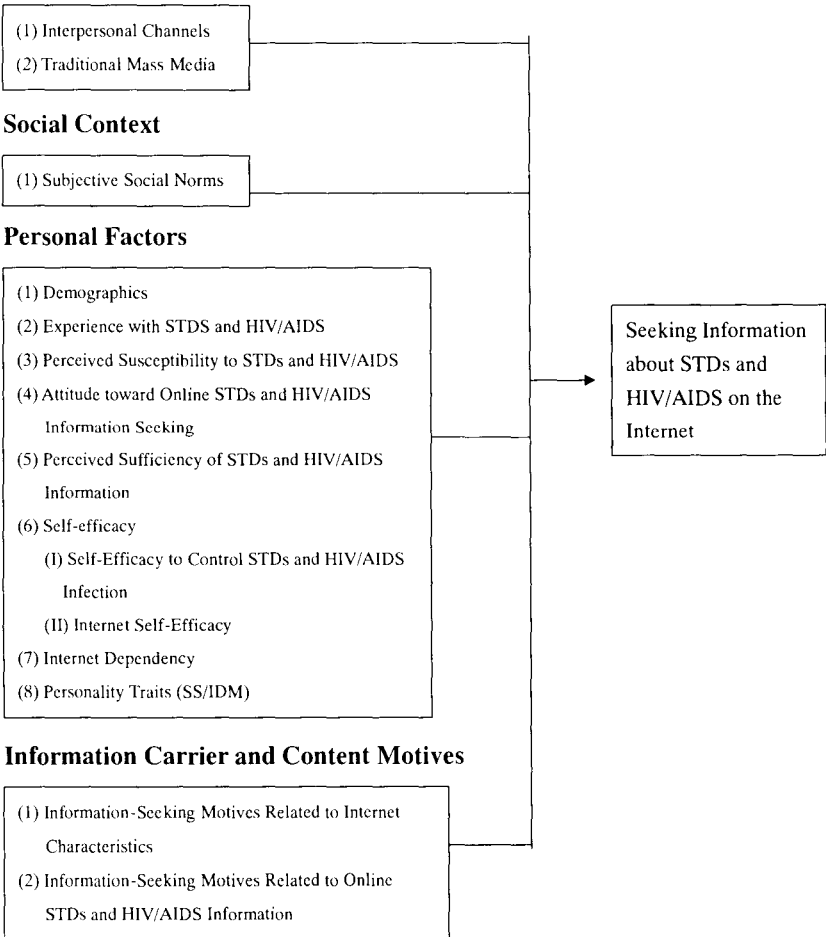 (1) Interpersonal Channels
(2) Traditional Mass Media
Social Context
(1) Subjective Social Norms
Personal Factors
(1) Demographics
(2) Experience with STDS and HIV/AIDS
(3) Perceived Susceptibility to STDs and HIV/AIDS
(4) Attitude toward Online STDs and HIV/AIDS
Information Seeking
(5) Perceived Sufficiency of STDs and HIV/AIDS
Information
(6) Self-efficacy
(I) Self-Efficacy to Control STDs and HIV/AIDS
Infection
(II) Internet Self-Efficacy
(7) Internet Dependency
(8) Personality Traits (SS/IDM)
Information Carrier and Content Motives
(1) Information-Seeking Motives Related to Internet
Characteristics
(2) Information-Seeking Motives Related to Online
STDs and HIV/AIDS Information
Seeking Information
about STDs and
HIV/AIDS on the
Internet